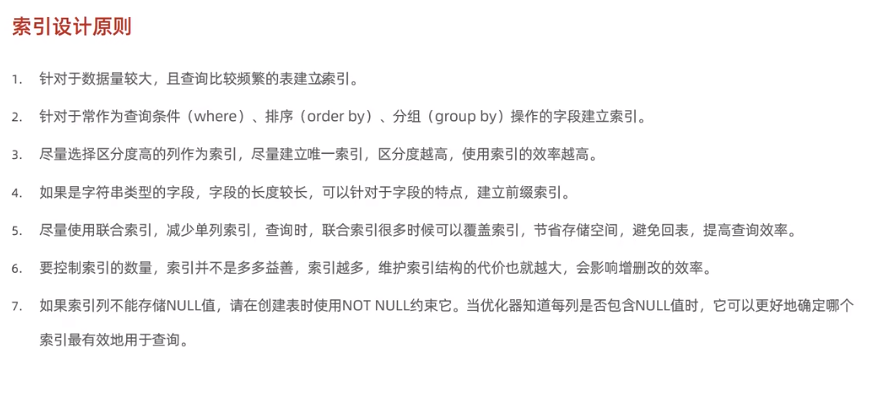 索引设计原则
1. 针对于数据量较大，且查询比较频繁的表建立索引。
2. 针对于常作为查询条件（where）、排序（order by）、分组（group by）操作的字段建立索引。
3. 尽量选择区分度高的列作为索引，尽量建立唯一索引，区分度越高，使用索引的效率越高。
4. 如果是字符串类型的字段，字段的长度较长，可以针对于字段的特点，建立前缀索引。
5. 尽量使用联合索引，减少单列索引，查询时，联合索引很多时候可以覆盖索引，节省存储空间，避免回表，提高查询效率。
6. 要控制索引的数量，索引并不是多多益善，索引越多，维护索引结构的代价也就越大，会影响增删改的效率。
7. 如果索引列不能存储NULL值，请在创建表时使用NOT NULL约束它。当优化器知道每列是否包含NULL值时，它可以更好地确定哪个
索引最有效地用于查询。